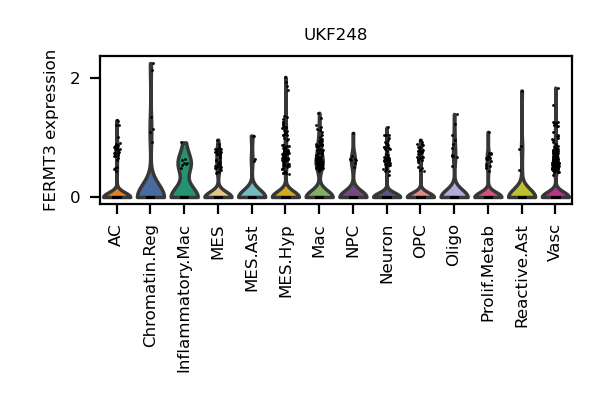 UKF248
FERMT3 expression
2
0
AC
Chromatin.Reg
Inflammatory.Mac
MES
MES.Ast
MES.Hyp
Mac
NPC
Neuron
OPC
Oligo
Prolif.Metab
Reactive.Ast
Vasc